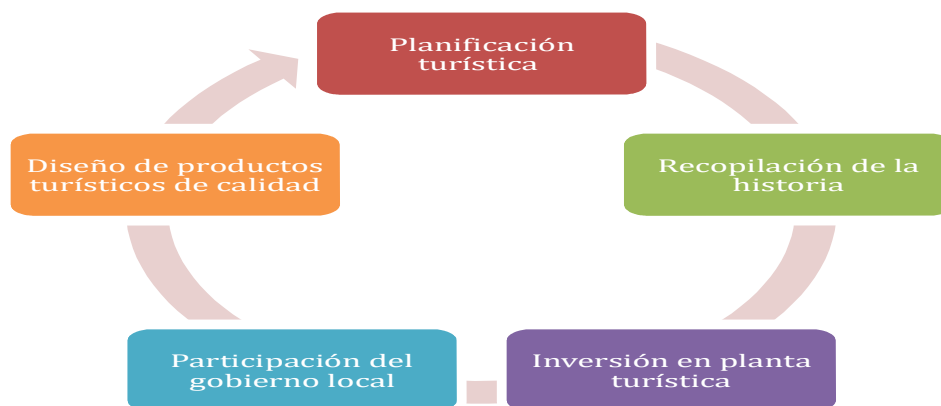 Planificación
turística
Recopilación de la
historia
Inversión en planta
turística
Participación del
gobierno local
Diseño de productos
turísticos de calidad